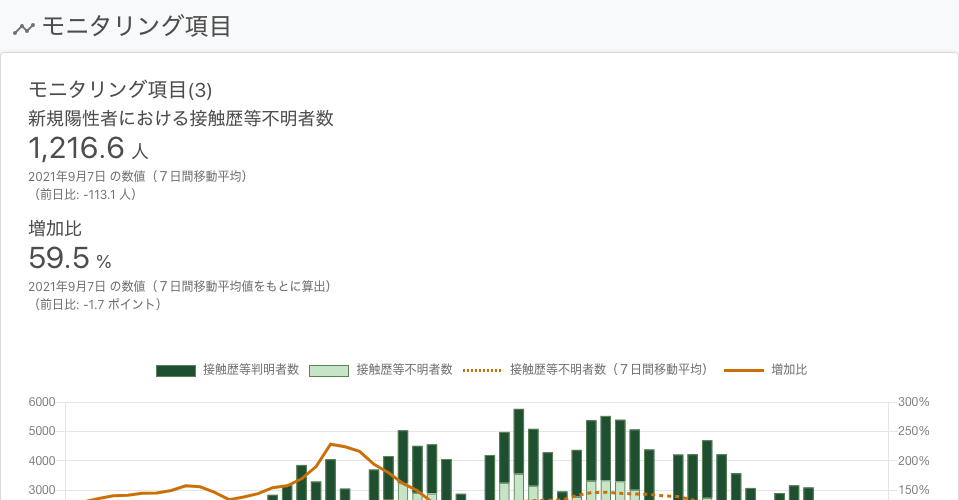 モニタリング項目
モニタリング項目(3)
新規陽性者における接触歴等不明者数
1,216.6 人
2021年9月7日 の数値（７日間移動平均）
（前日比: -113.1 人）
増加比
59.5 %
2021年9月7日 の数値（７日間移動平均値をもとに算出）
（前日比: -1.7 ポイント）
接触歴等判明者数 接触歴等不明者数 接触歴等不明者数（７日間移動平均） 増加比
6000 300%
5000 250%
4000 200%
3000 150%